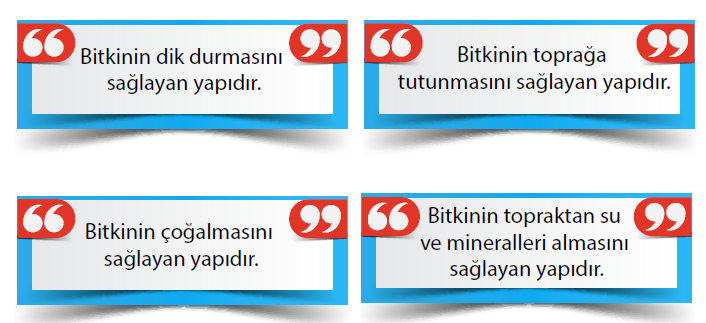 Bitkinin dik durmasını
sağlayan yapıdır.
Bitkinin toprağa
tutunmasını sağlayan yapıdır.
Bitkinin çoğalmasını
sağlayan yapıdır.
Bitkinin topraktan su
ve mineralleri almasını
sağlayan yapıdır.